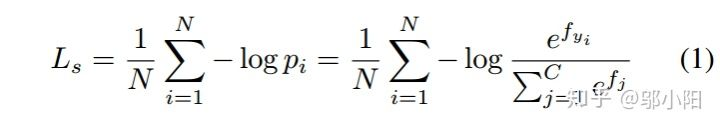 L_s = \frac{1}{N} \sum_{i=1}^{N} -\log p_i = \frac{1}{N} \sum_{i=1}^{N} -\log \frac{e^{f_{y_i}}}{\sum_{j=1}^{C} e^{f_j}} (1)
知乎 @邬小阳